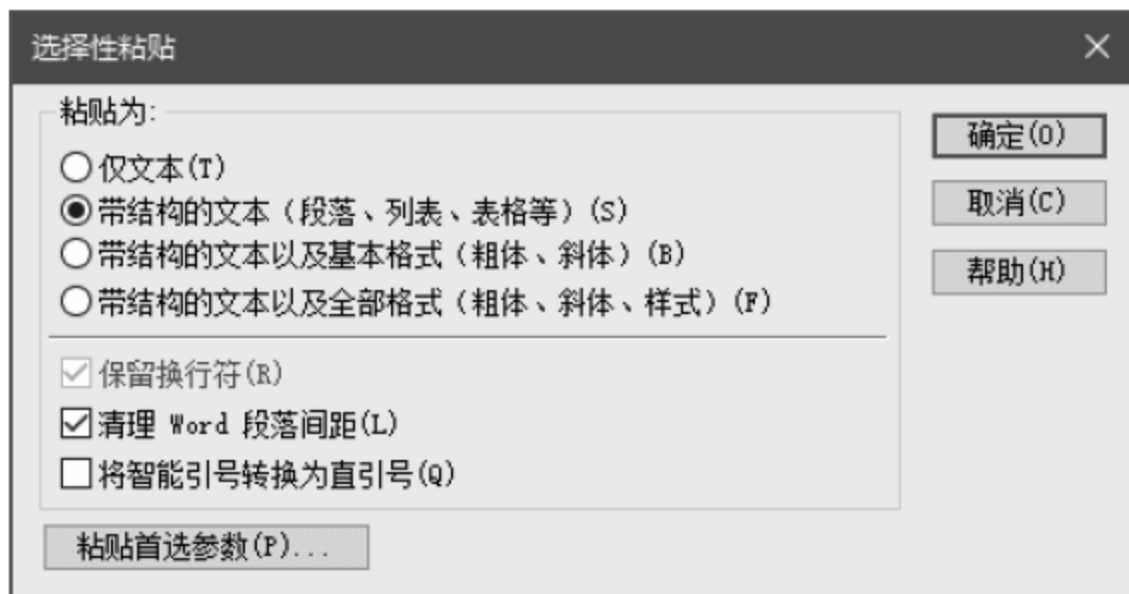 选择性粘贴
粘贴为:
仅文本(T)
带结构的文本（段落、列表、表格等）(S)
带结构的文本以及基本格式（粗体、斜体）(B)
带结构的文本以及全部格式（粗体、斜体、样式）(F)
保留换行符(R)
清理 Word 段落间距(L)
将智能引号转换为直引号(Q)
粘贴首选参数(P)...
确定(O)
取消(C)
帮助(H)